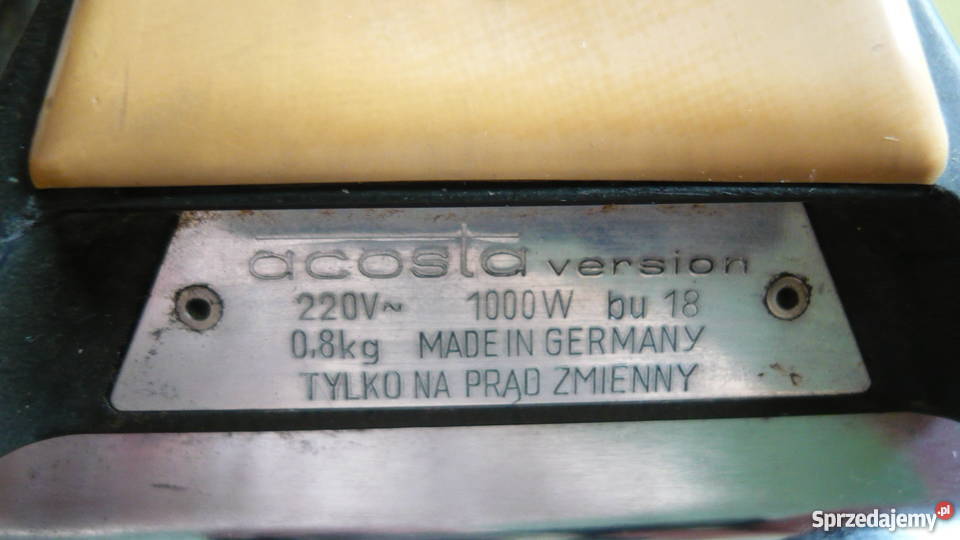 acosta version
220V~ 1000W bu 18
0,8kg MADE IN GERMANY
TYLKO NA PRĄD ZMIENNY
Sprzedajemy.pl